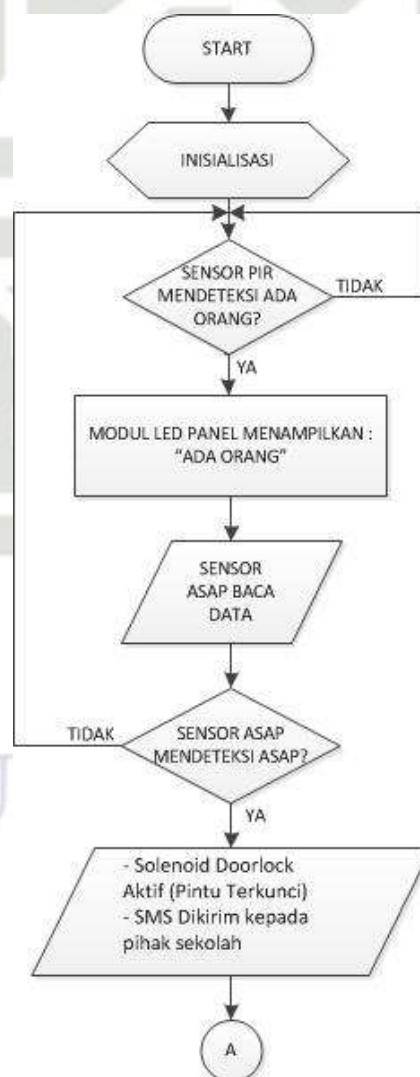 START
INISIALISASI
SENSOR PIR
MENDETEKSI ADA
ORANG?
TIDAK
YA
MODUL LED PANEL MENAMPILKAN :
"ADA ORANG"
SENSOR
ASAP BACA
DATA
TIDAK
SENSOR ASAP
MENDETEKSI ASAP?
YA
- Solenoid Doorlock
Aktif (Pintu Terkunci)
- SMS Dikirim kepada
pihak sekolah
A